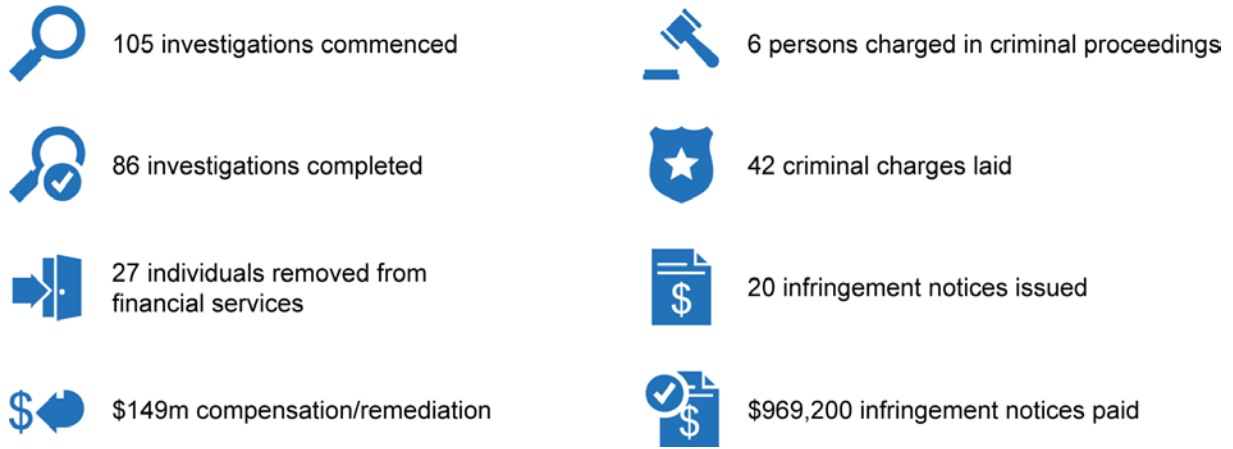 105 investigations commenced
86 investigations completed
27 individuals removed from
financial services
$149m compensation/remediation
6 persons charged in criminal proceedings
42 criminal charges laid
20 infringement notices issued
$969,200 infringement notices paid